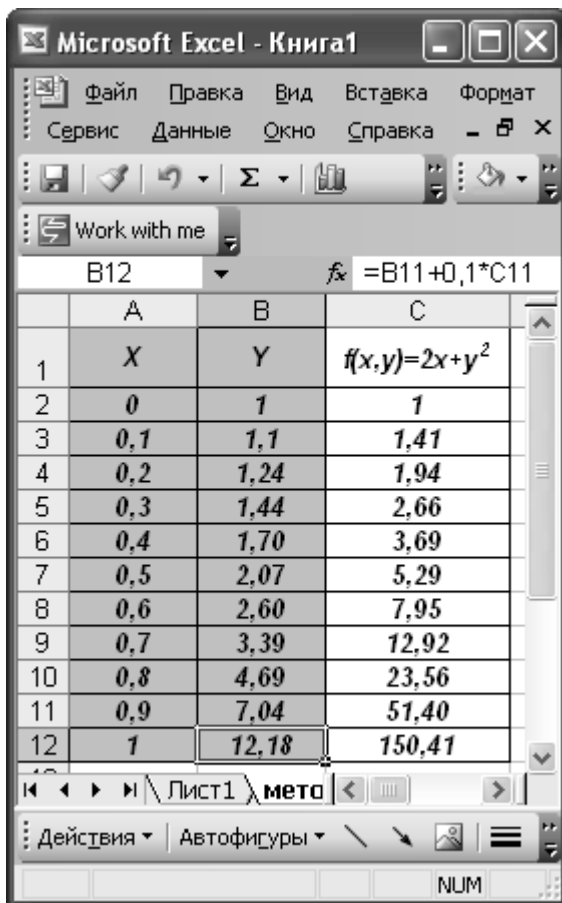 Microsoft Excel - Книга1
Файл Правка Вид Вставка Формат
Сервис Данные Окно Справка
Work with me
B12 fx =B11+0,1*C11
A B C
1 X Y f(x,y)=2x+y²
2 0 1 1
3 0,1 1,1 1,41
4 0,2 1,24 1,94
5 0,3 1,44 2,66
6 0,4 1,70 3,69
7 0,5 2,07 5,29
8 0,6 2,60 7,95
9 0,7 3,39 12,92
10 0,8 4,69 23,56
11 0,9 7,04 51,40
12 1 12,18 150,41
Лист1 мето
Действия Автофигуры
NUM